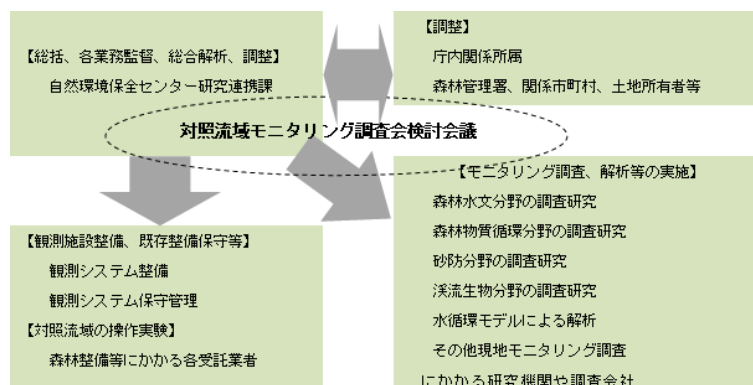 【総括、各業務監督、総合解析、調整】
自然環境保全センター研究連携課
【調整】
庁内関係所属
森林管理署、関係市町村、土地所有者等
対照流域モニタリング調査会検討会議
【観測施設整備、既存整備保守等】
観測システム整備
観測システム保守管理
【対照流域の操作実験】
森林整備等にかかる各受託業者
【モニタリング調査、解析等の実施】
森林水文分野の調査研究
森林物質循環分野の調査研究
砂防分野の調査研究
渓流生物分野の調査研究
水循環モデルによる解析
その他現地モニタリング調査
にかかる研究機関や調査会社